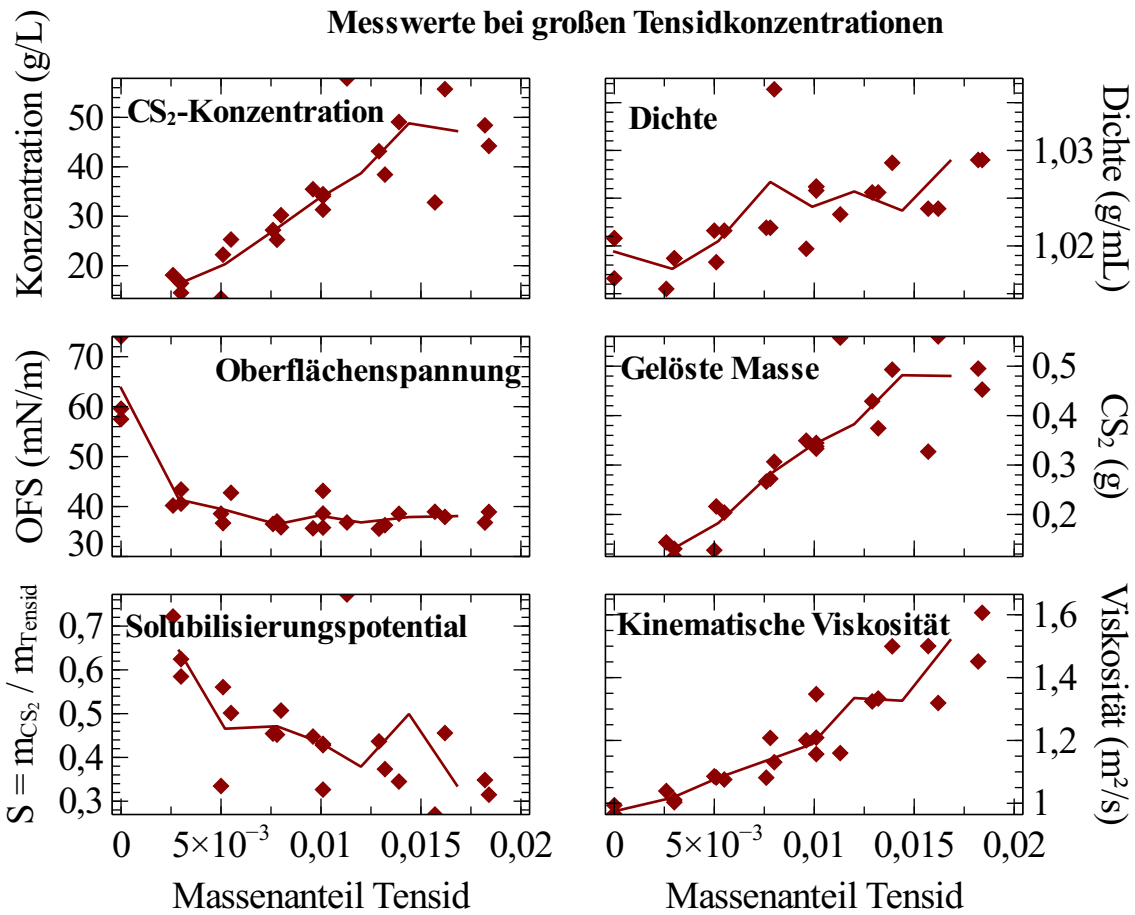 Messwerte bei großen Tensidkonzentrationen
Konzentration (g/L)
50
40
30
20
CS₂-Konzentration
Dichte
1,03
1,02
Dichte (g/mL)
OFS (mN/m)
70
60
50
40
30
Oberflächenspannung
Gelöste Masse
0,5
0,4
0,3
0,2
CS₂ (g)
S = m_CS₂ / m_Tensid
0,7
0,6
0,5
0,4
0,3
Solubilisierungspotential
Kinematische Viskosität
1,6
1,4
1,2
1
Viskosität (m²/s)
0 5×10⁻³ 0,01 0,015 0,02
0 5×10⁻³ 0,01 0,015 0,02
Massenanteil Tensid
Massenanteil Tensid